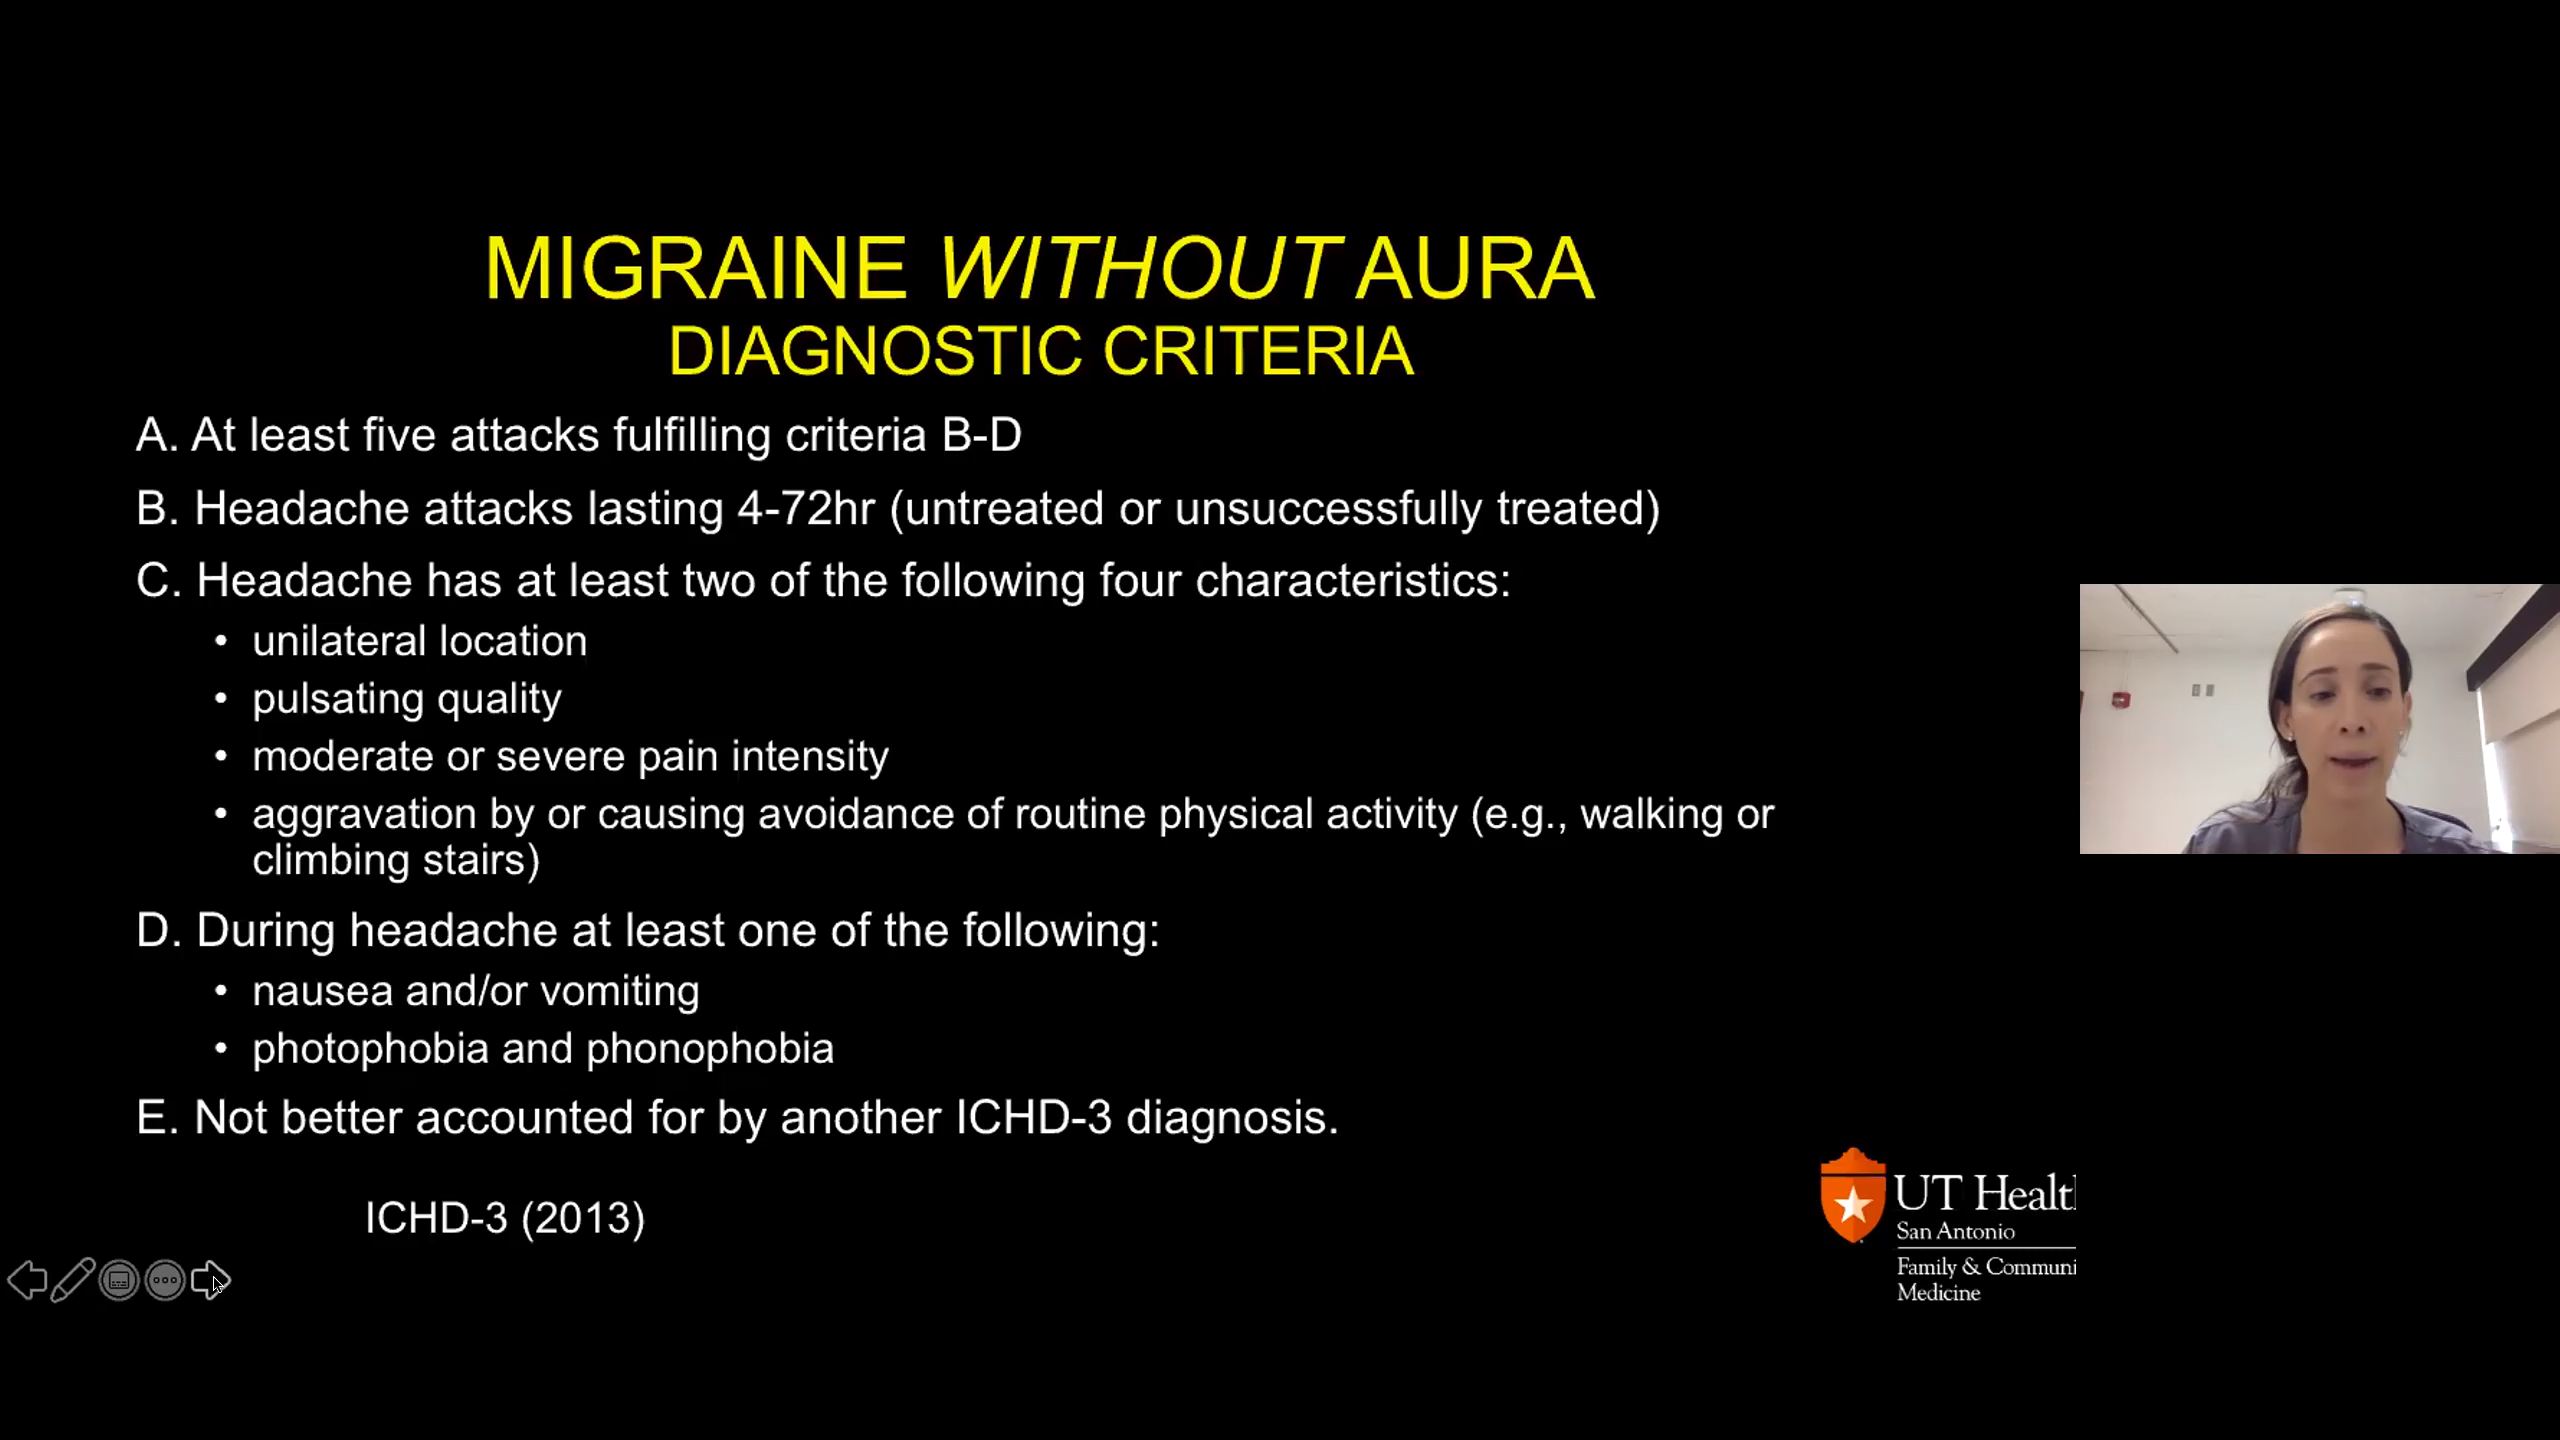 MIGRAINE WITHOUT AURA
DIAGNOSTIC CRITERIA
A. At least five attacks fulfilling criteria B-D
B. Headache attacks lasting 4-72hr (untreated or unsuccessfully treated)
C. Headache has at least two of the following four characteristics:
• unilateral location
• pulsating quality
• moderate or severe pain intensity
• aggravation by or causing avoidance of routine physical activity (e.g., walking or
climbing stairs)
D. During headache at least one of the following:
• nausea and/or vomiting
• photophobia and phonophobia
E. Not better accounted for by another ICHD-3 diagnosis.
ICHD-3 (2013)
UT Healt
San Antonio
Family & Communi
Medicine